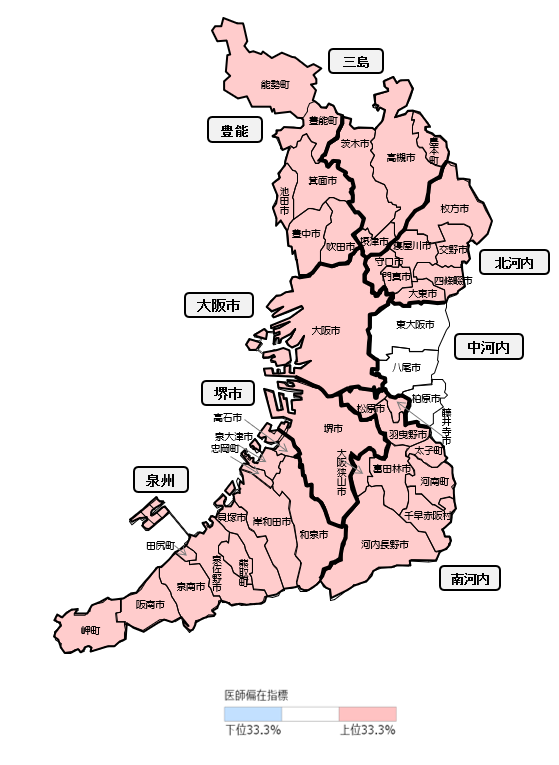 三島
能勢町
豊能町
豊能
茨木市
高槻市
島本町
箕面市
池田市
枚方市
豊中市
吹田市
摂津市
寝屋川市
交野市
守口市
門真市
四條畷市
北河内
大東市
大阪市
大阪市
東大阪市
中河内
八尾市
堺市
柏原市
松原市
藤井寺市
高石市
堺市
羽曳野市
泉大津市
忠岡町
太子町
大阪狭山市
富田林市
泉州
河南町
千早赤阪村
貝塚市
岸和田市
和泉市
田尻町
河内長野市
泉佐野市
熊取町
南河内
泉南市
阪南市
岬町
医師偏在指標
下位33.3%
上位33.3%